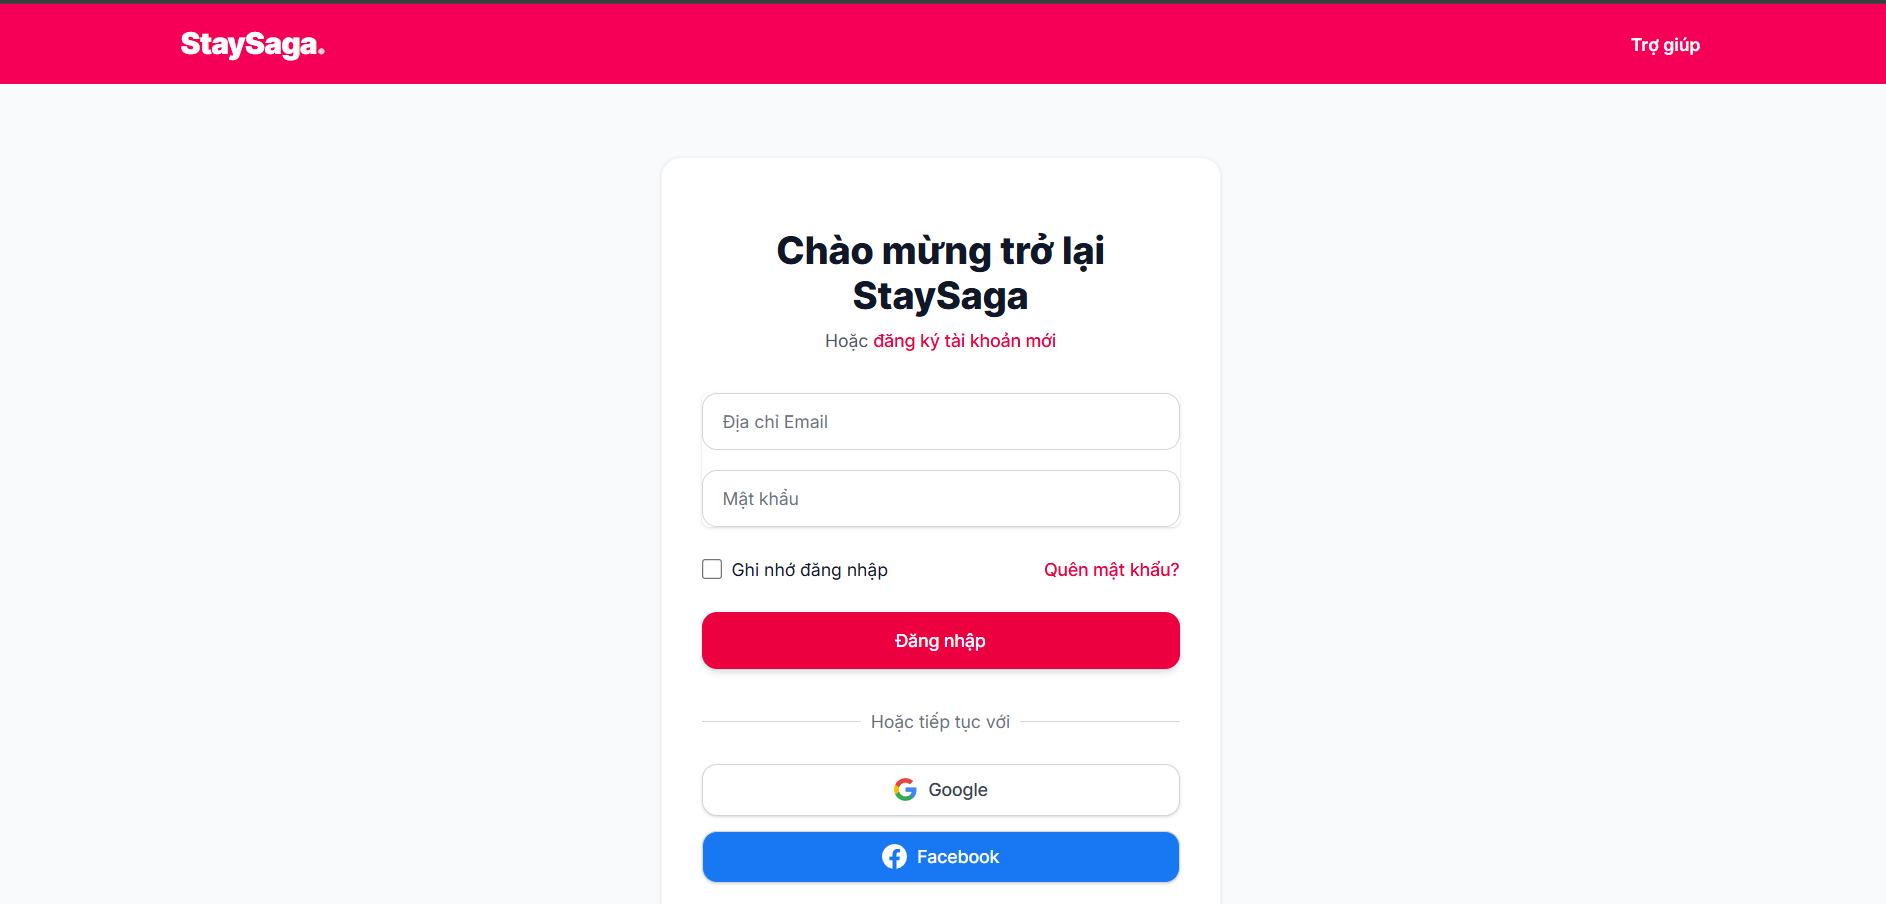 StaySaga.
Trợ giúp
Chào mừng trở lại
StaySaga
Hoặc đăng ký tài khoản mới
Địa chỉ Email
Mật khẩu
Ghi nhớ đăng nhập
Quên mật khẩu?
Đăng nhập
Hoặc tiếp tục với
Google
Facebook